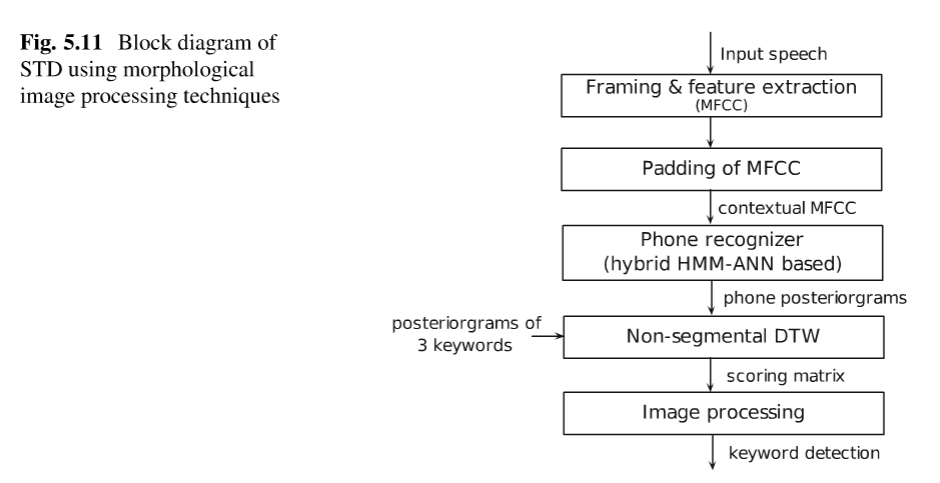 Fig. 5.11 Block diagram of
STD using morphological
image processing techniques
Input speech
Framing & feature extraction
(MFCC)
Padding of MFCC
contextual MFCC
Phone recognizer
(hybrid HMM-ANN based)
phone posteriorgrams
posteriorgrams of
3 keywords
Non-segmental DTW
scoring matrix
Image processing
keyword detection